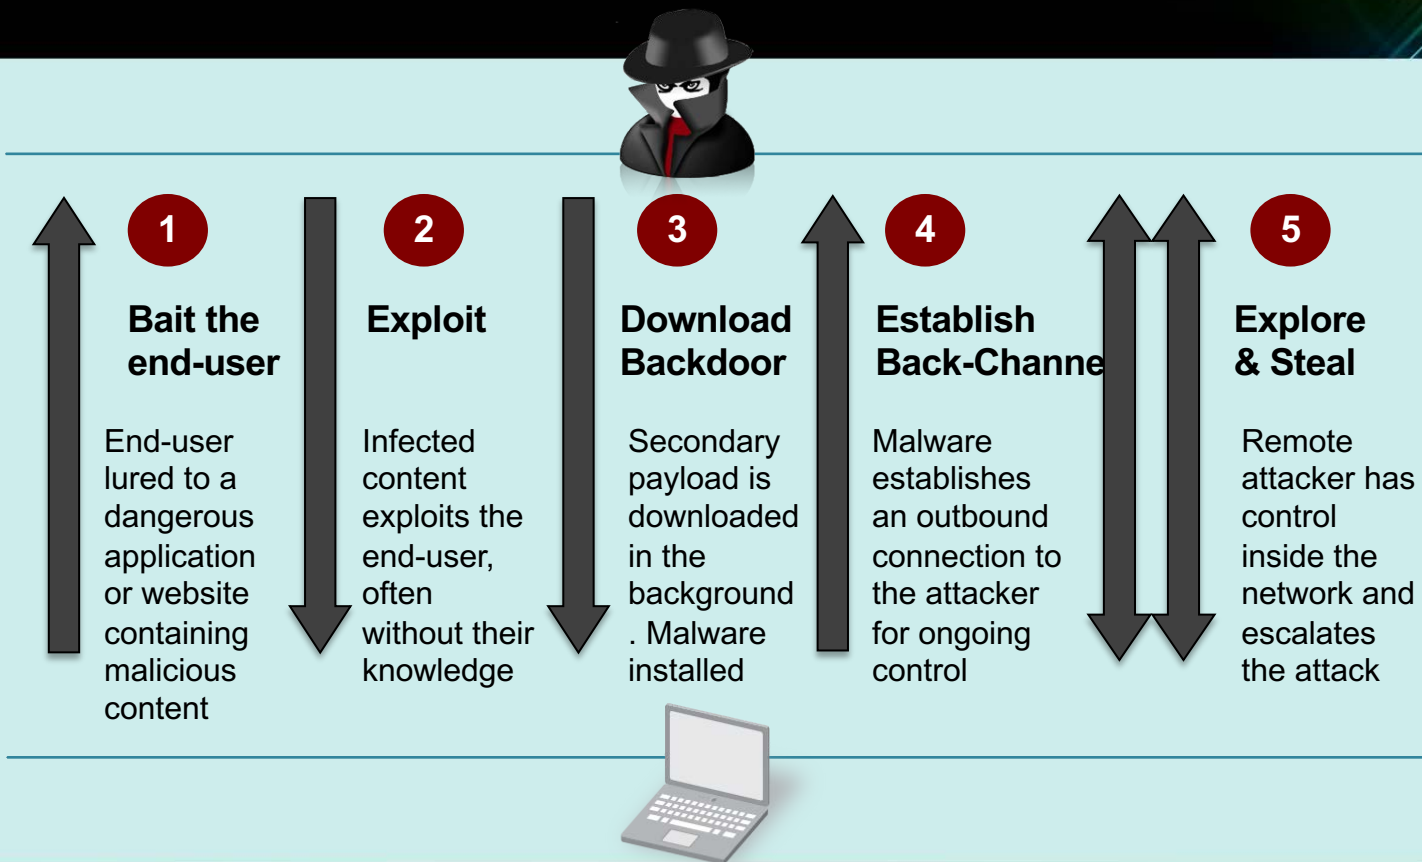 1
Bait the
end-user
End-user
lured to a
dangerous
application
or website
containing
malicious
content
2
Exploit
Infected
content
exploits the
end-user,
often
without their
knowledge
3
Download
Backdoor
Secondary
payload is
downloaded
in the
background
. Malware
installed
4
Establish
Back-Channe
Malware
establishes
an outbound
connection to
the attacker
for ongoing
control
5
Explore
& Steal
Remote
attacker has
control
inside the
network and
escalates
the attack